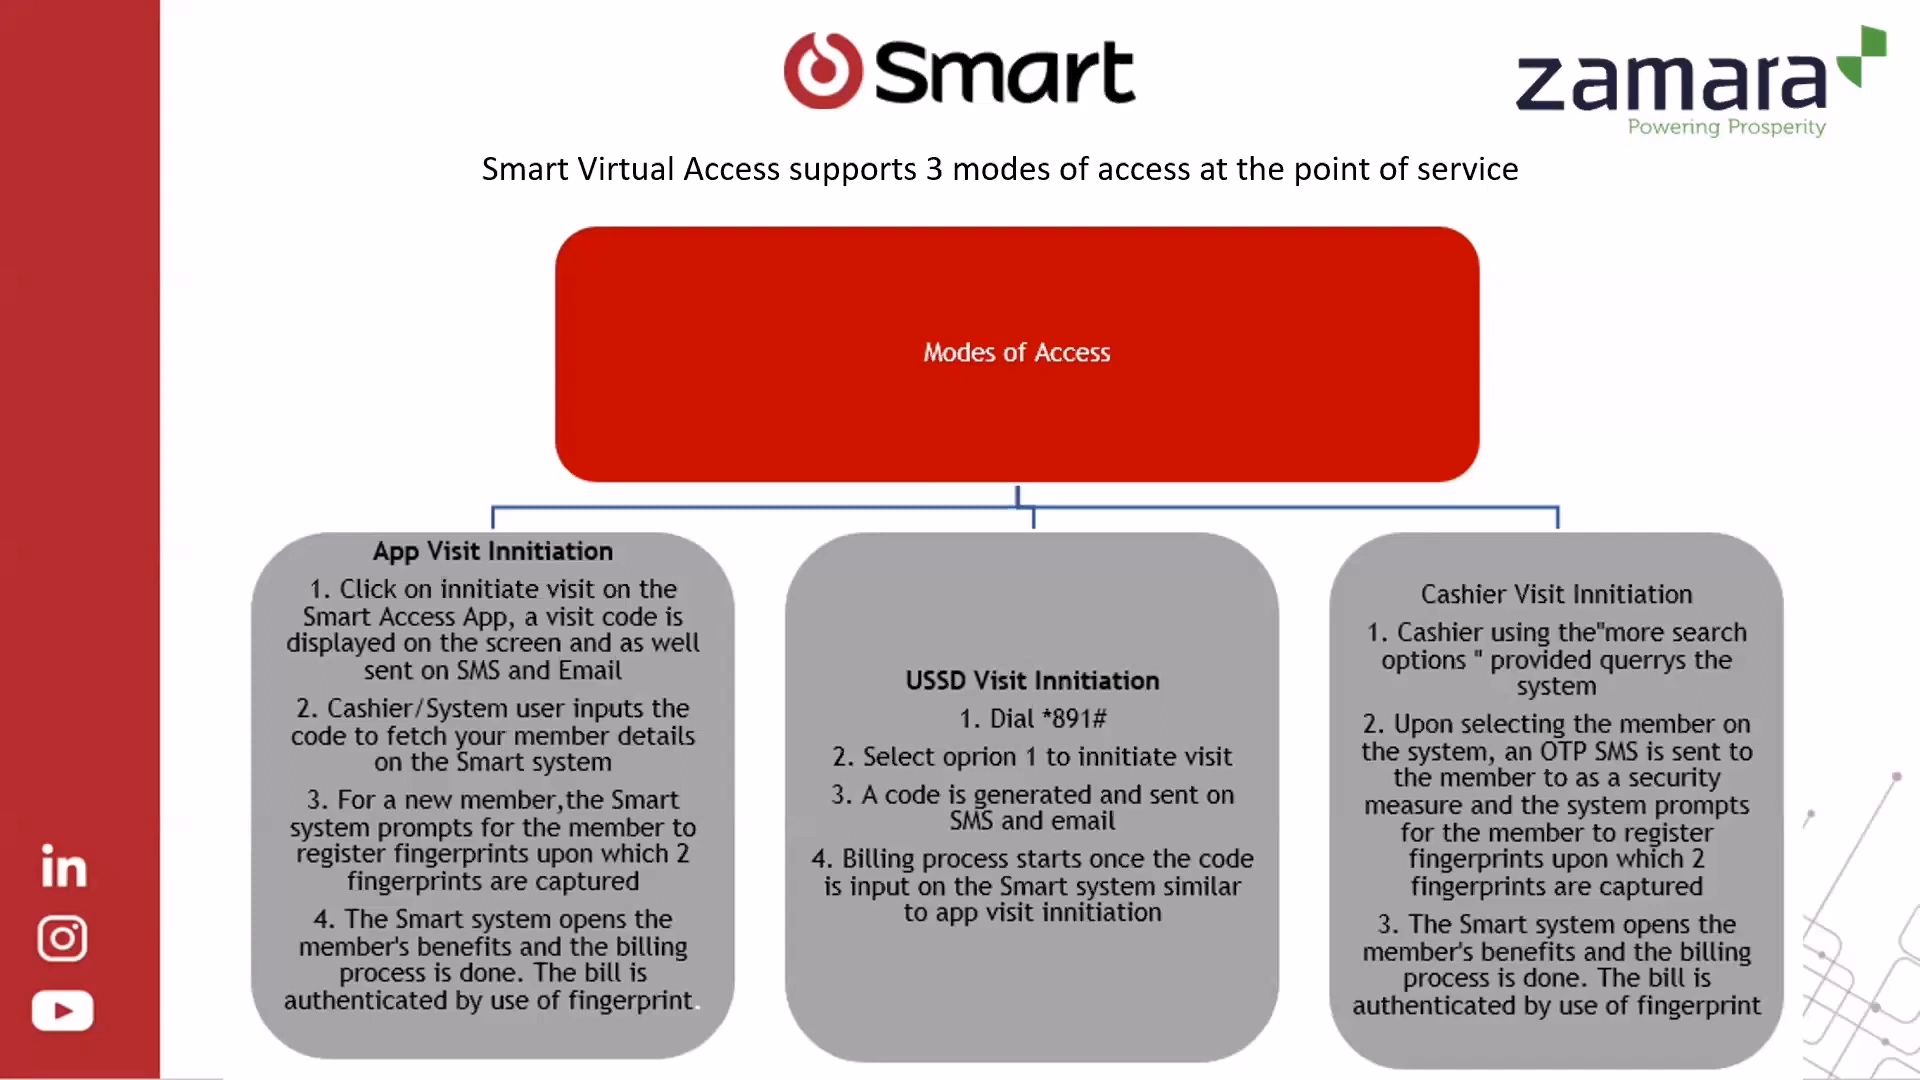 Smart
zamara
Powering Prosperity
Smart Virtual Access supports 3 modes of access at the point of service
Modes of Access
App Visit Innitiation
1. Click on innitiate visit on the
Smart Access App, a visit code is
displayed on the screen and as well
sent on SMS and Email
2. Cashier/System user inputs the
code to fetch your member details
on the Smart system
3. For a new member,the Smart
system prompts for the member to
register fingerprints upon which 2
fingerprints are captured
4. The Smart system opens the
member's benefits and the billing
process is done. The bill is
authenticated by use of fingerprint.
USSD Visit Innitiation
1. Dial *891#
2. Select oprion 1 to innitiate visit
3. A code is generated and sent on
SMS and email
4. Billing process starts once the code
is input on the Smart system similar
to app visit innitiation
Cashier Visit Innitiation
1. Cashier using the"more search
options " provided querrys the
system
2. Upon selecting the member on
the system, an OTP SMS is sent to
the member to as a security
measure and the system prompts
for the member to register
fingerprints upon which 2
fingerprints are captured
3. The Smart system opens the
member's benefits and the billing
process is done. The bill is
authenticated by use of fingerprint
in